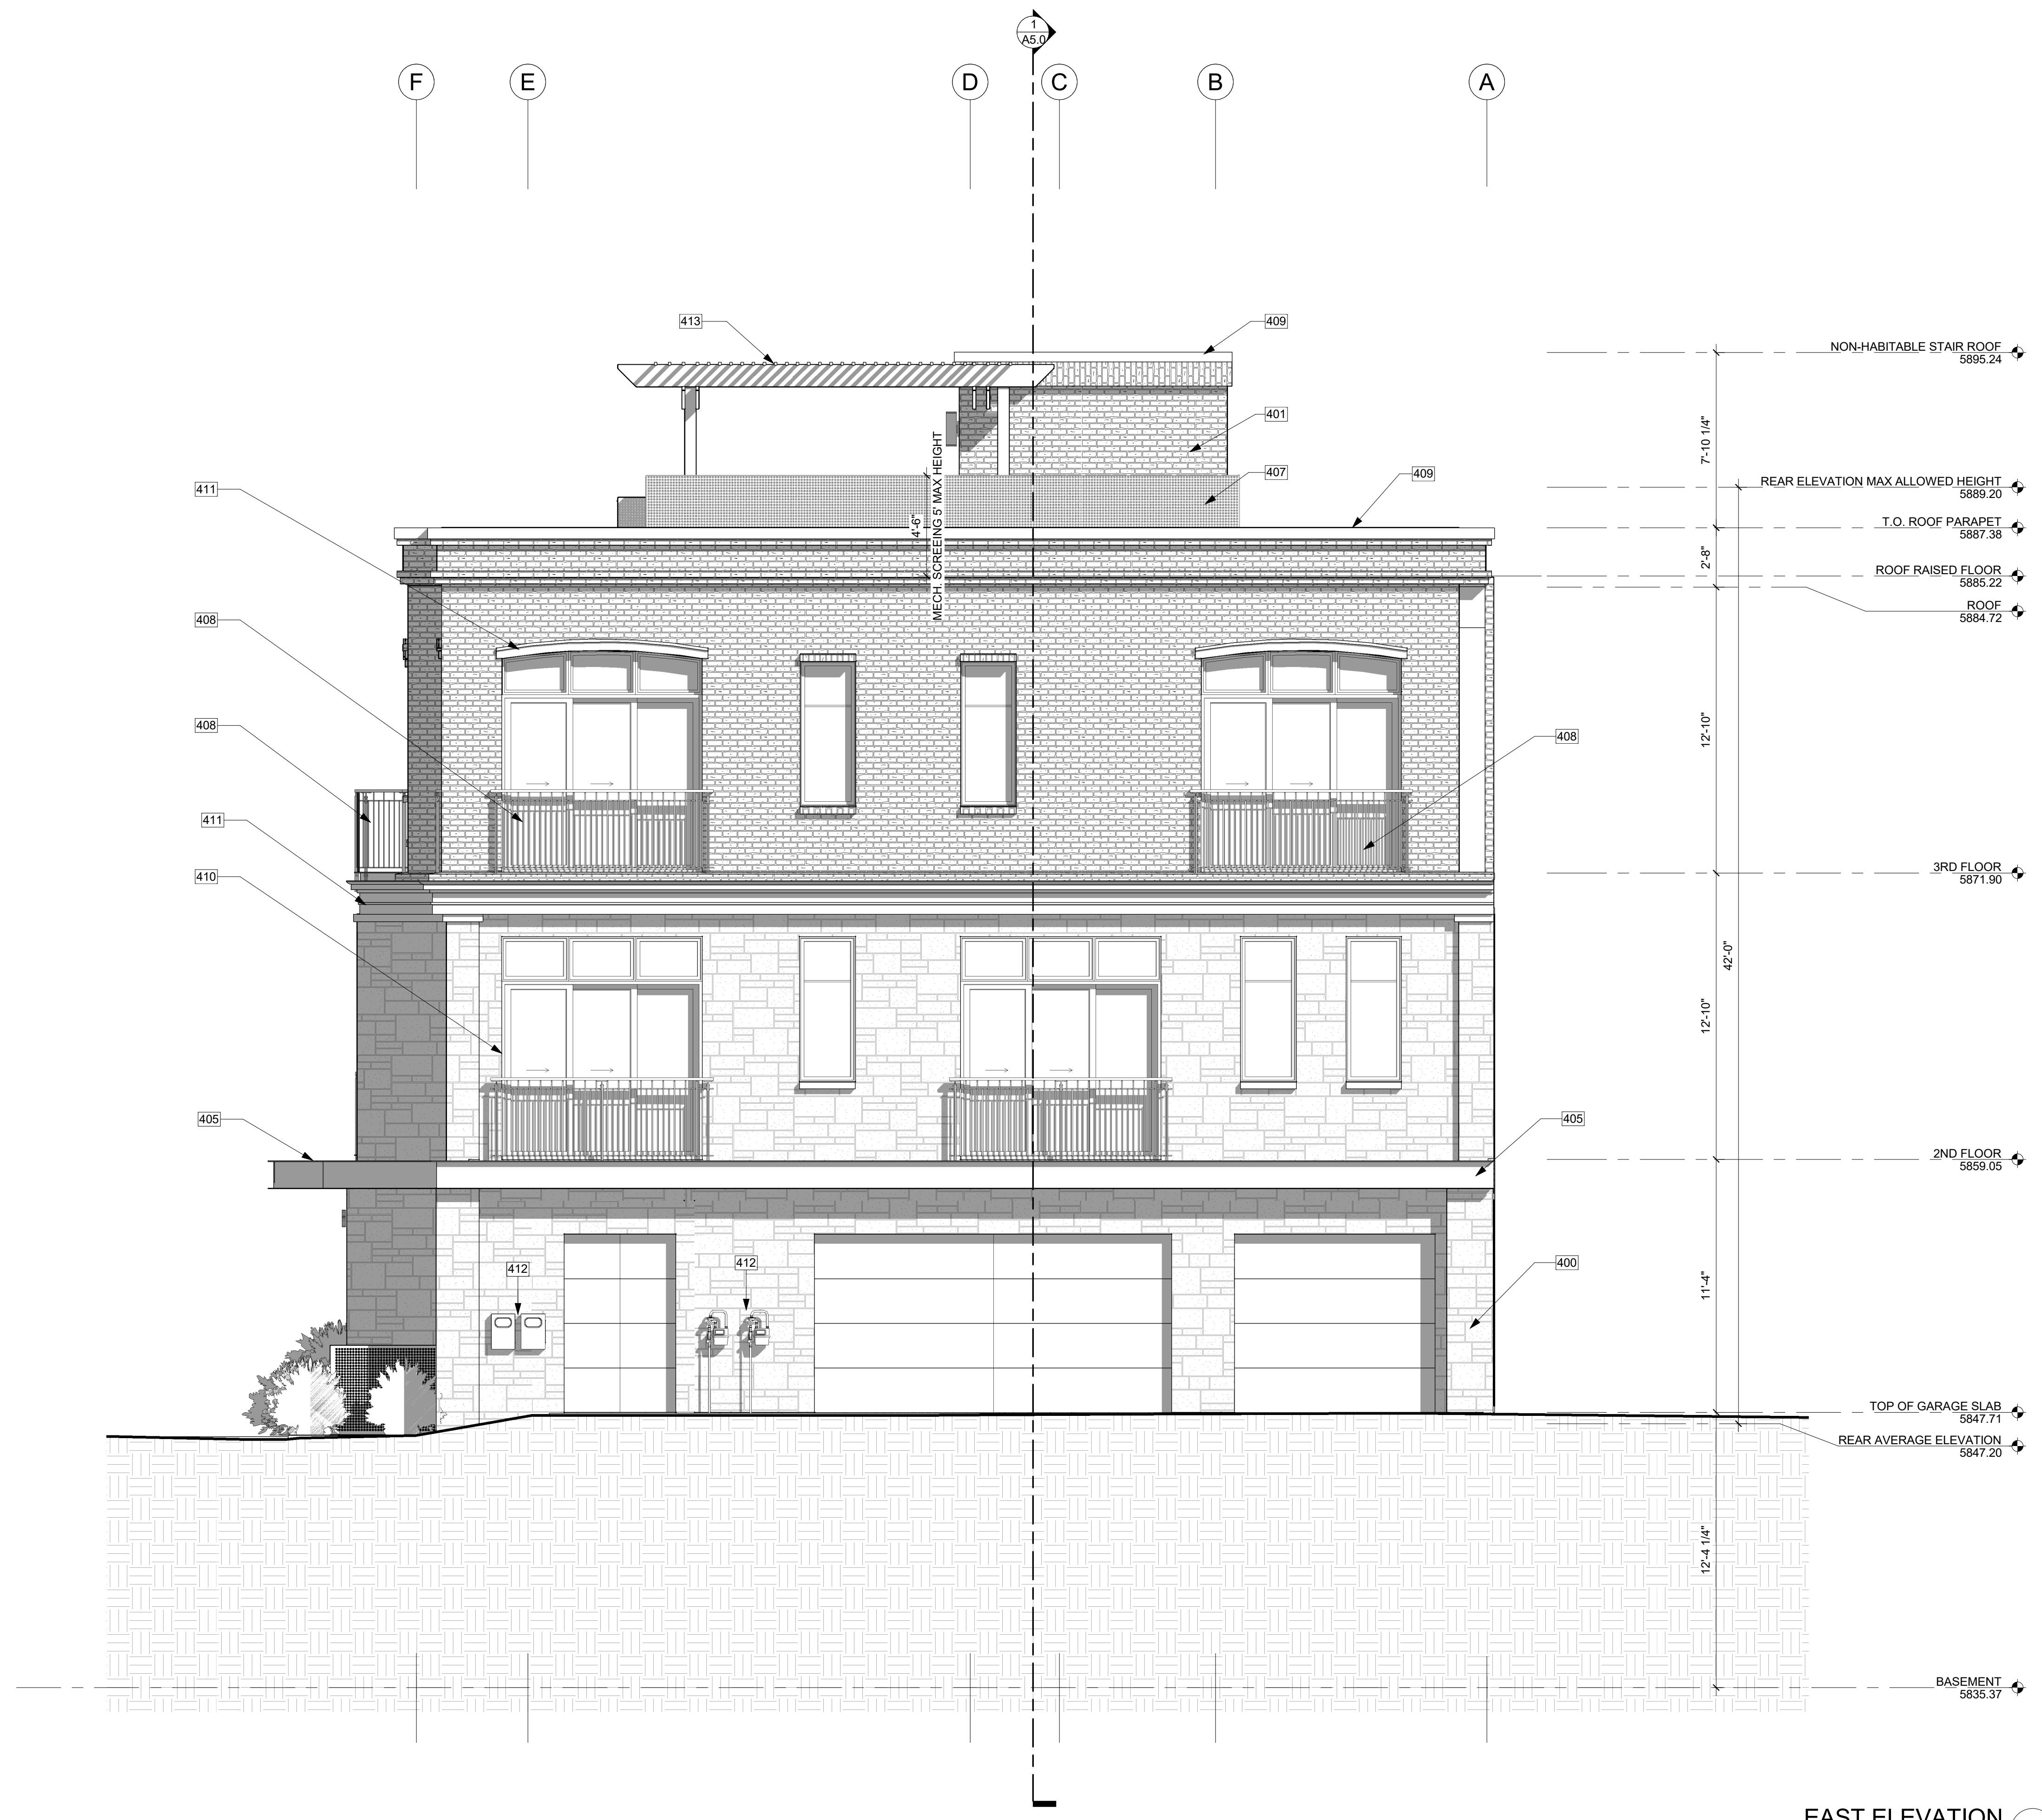 1
A5.0
F
E
D
C
B
A
413
409
NON-HABITABLE STAIR ROOF
5895.24
401
7'-10 1/4"
407
409
411
REAR ELEVATION MAX ALLOWED HEIGHT
5889.20
4'-6"
MECH. SCREEING 5' MAX HEIGHT
T.O. ROOF PARAPET
5887.38
2'-8"
ROOF RAISED FLOOR
5885.22
ROOF
5884.72
408
408
408
12'-10"
411
410
3RD FLOOR
5871.90
42'-0"
12'-10"
405
405
2ND FLOOR
5859.05
412
412
400
11'-4"
TOP OF GARAGE SLAB
5847.71
REAR AVERAGE ELEVATION
5847.20
12'-4 1/4"
BASEMENT
5835.37
EAST ELEVATION